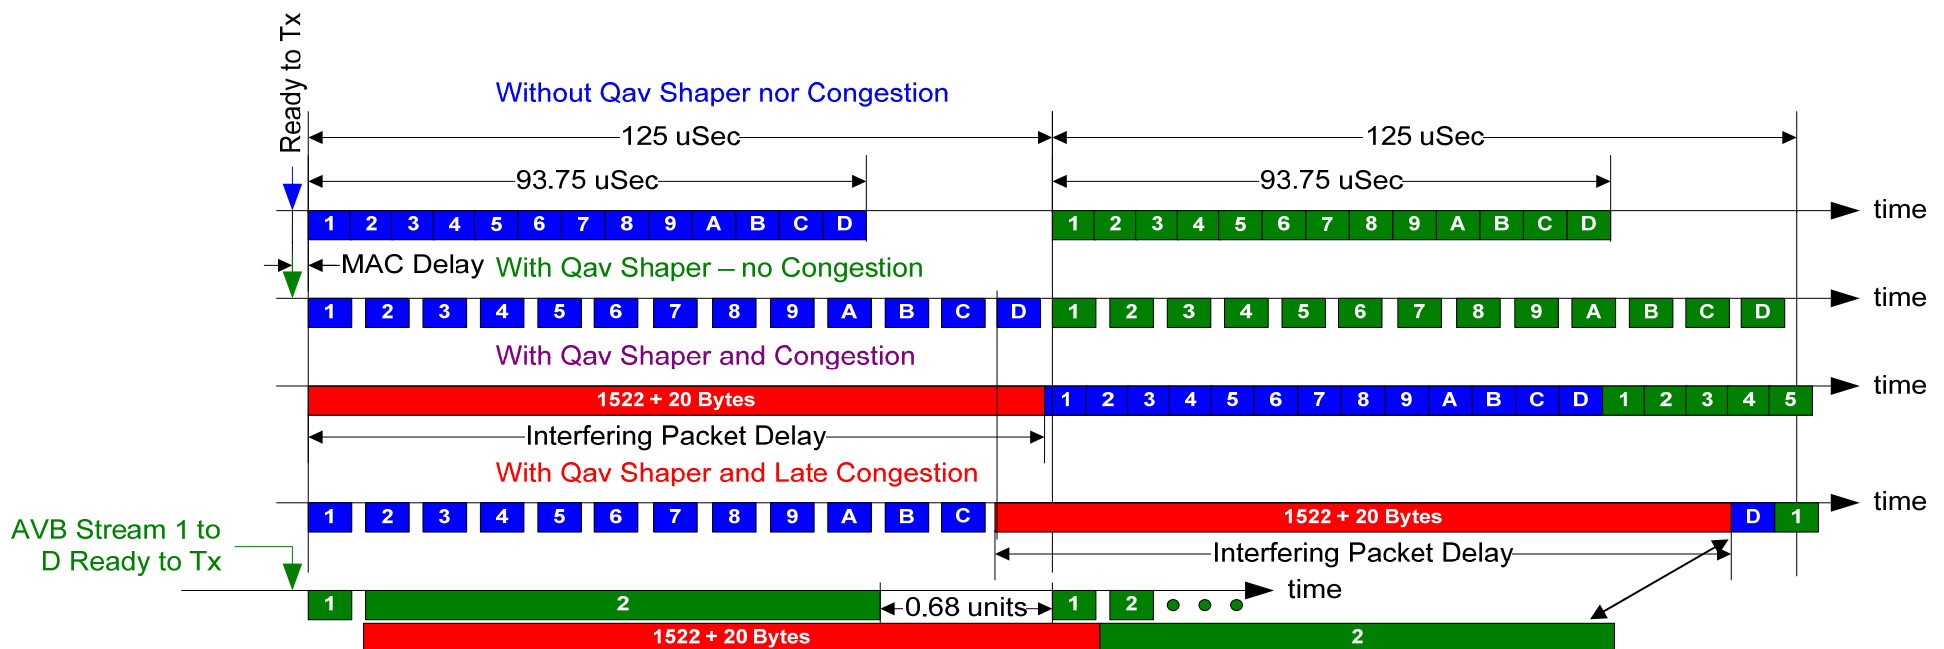 Ready to Tx
Without Qav Shaper nor Congestion
125 uSec 125 uSec
93.75 uSec 93.75 uSec
1 2 3 4 5 6 7 8 9 A B C D 1 2 3 4 5 6 7 8 9 A B C D time
MAC Delay With Qav Shaper – no Congestion
1 2 3 4 5 6 7 8 9 A B C D 1 2 3 4 5 6 7 8 9 A B C D time
With Qav Shaper and Congestion
1522 + 20 Bytes 1 2 3 4 5 6 7 8 9 A B C D 1 2 3 4 5 time
Interfering Packet Delay
With Qav Shaper and Late Congestion
1 2 3 4 5 6 7 8 9 A B C 1522 + 20 Bytes D 1 time
AVB Stream 1 to
D Ready to Tx
Interfering Packet Delay
time
1 2 0.68 units 1 2
1522 + 20 Bytes 2